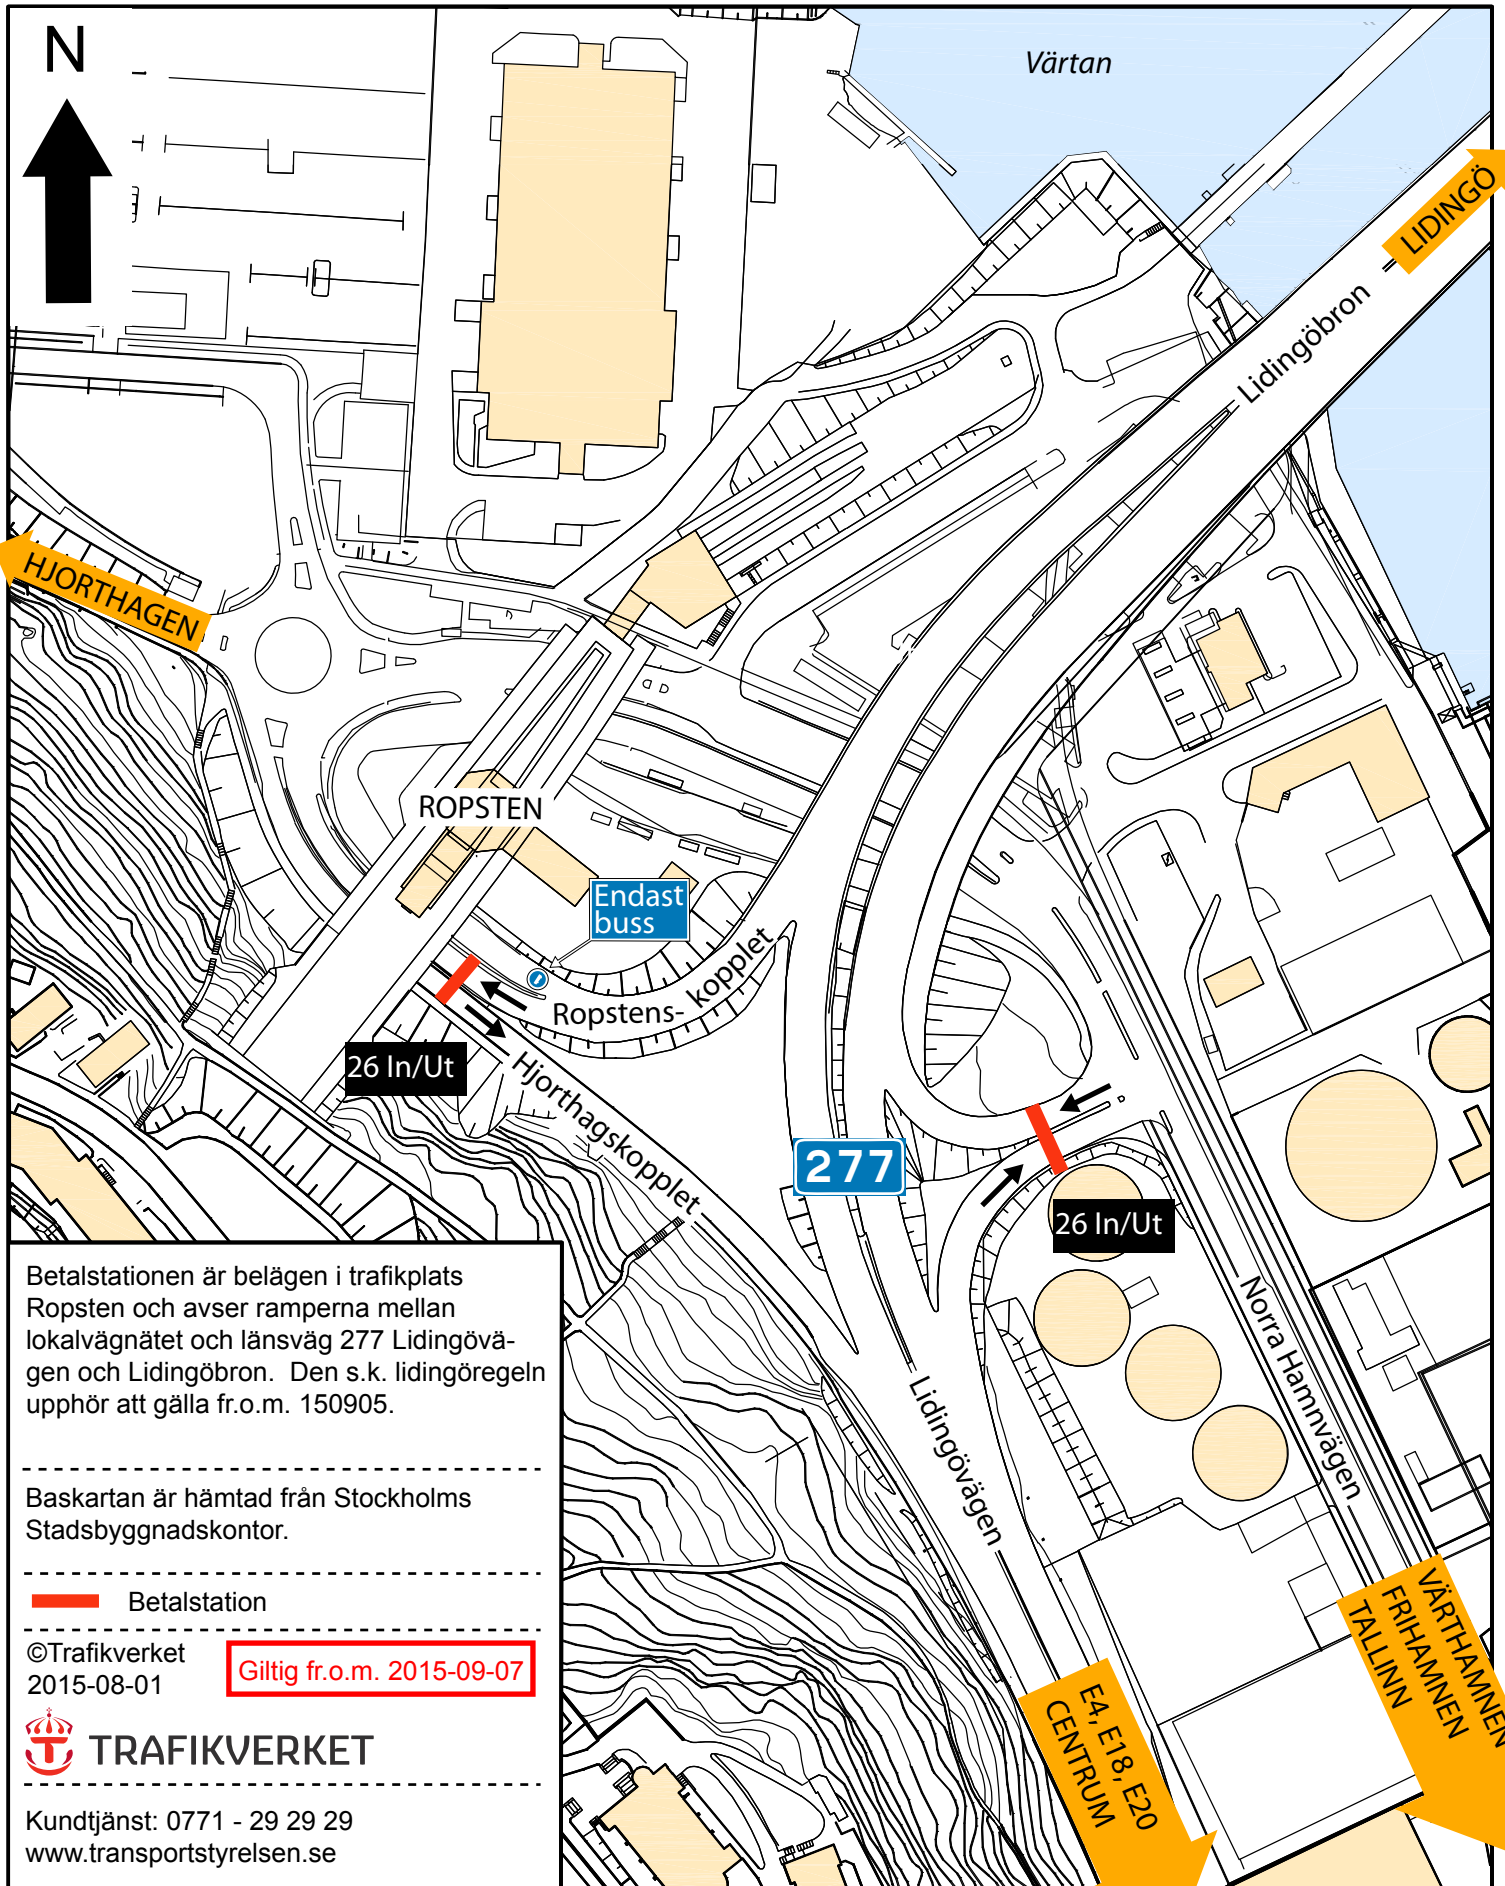 N
Värtan
LIDINGÖ
Lidingöbron
HJORTHAGEN
ROPSTEN
Endast
buss
Ropstens-
kopplet
26 In/Ut
Hjorthagskopplet
277
26 In/Ut
Norra Hamnvägen
Lidingövägen
VÄRTHAMNEN
FRIHAMNEN
TALLINN
E4, E18, E20
CENTRUM
Betalstationen är belägen i trafikplats
Ropsten och avser ramperna mellan
lokalvägnätet och länsväg 277 Lidingövä-
gen och Lidingöbron.  Den s.k. lidingöregeln
upphör att gälla fr.o.m. 150905.
Baskartan är hämtad från Stockholms
Stadsbyggnadskontor.
Betalstation
©Trafikverket
2015-08-01
Giltig fr.o.m. 2015-09-07
TRAFIKVERKET
Kundtjänst: 0771 - 29 29 29
www.transportstyrelsen.se